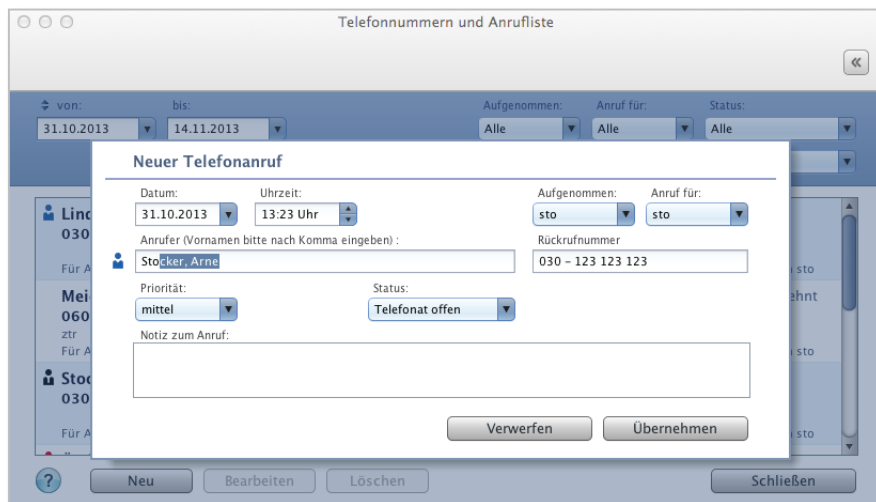 Telefonnummern und Anrufliste
«
von: bis: Aufgenommen: Anruf für: Status:
31.10.2013 14.11.2013 Alle Alle Alle
Neuer Telefonanruf
Datum: Uhrzeit: Aufgenommen: Anruf für:
31.10.2013 13:23 Uhr sto sto
Anrufer (Vornamen bitte nach Komma eingeben) : Rückrufnummer
Stocker, Arne 030 – 123 123 123
Priorität: Status:
mittel Telefonat offen
Notiz zum Anruf:
Verwerfen Übernehmen
030
Für A sto
Mei ehnt
060
ztr
Für A sto
030
Für A sto
? Neu Bearbeiten Löschen Schließen